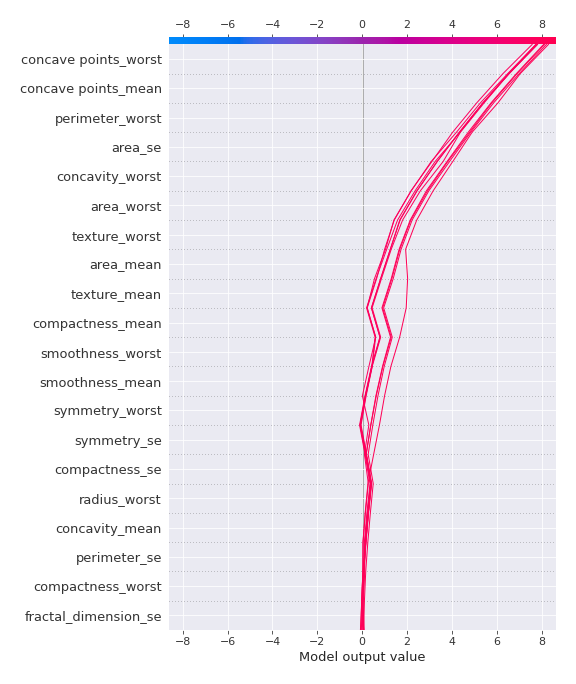 −8 −6 −4 −2 0 2 4 6 8
concave points_worst
concave points_mean
perimeter_worst
area_se
concavity_worst
area_worst
texture_worst
area_mean
texture_mean
compactness_mean
smoothness_worst
smoothness_mean
symmetry_worst
symmetry_se
compactness_se
radius_worst
concavity_mean
perimeter_se
compactness_worst
fractal_dimension_se
−8 −6 −4 −2 0 2 4 6 8
Model output value